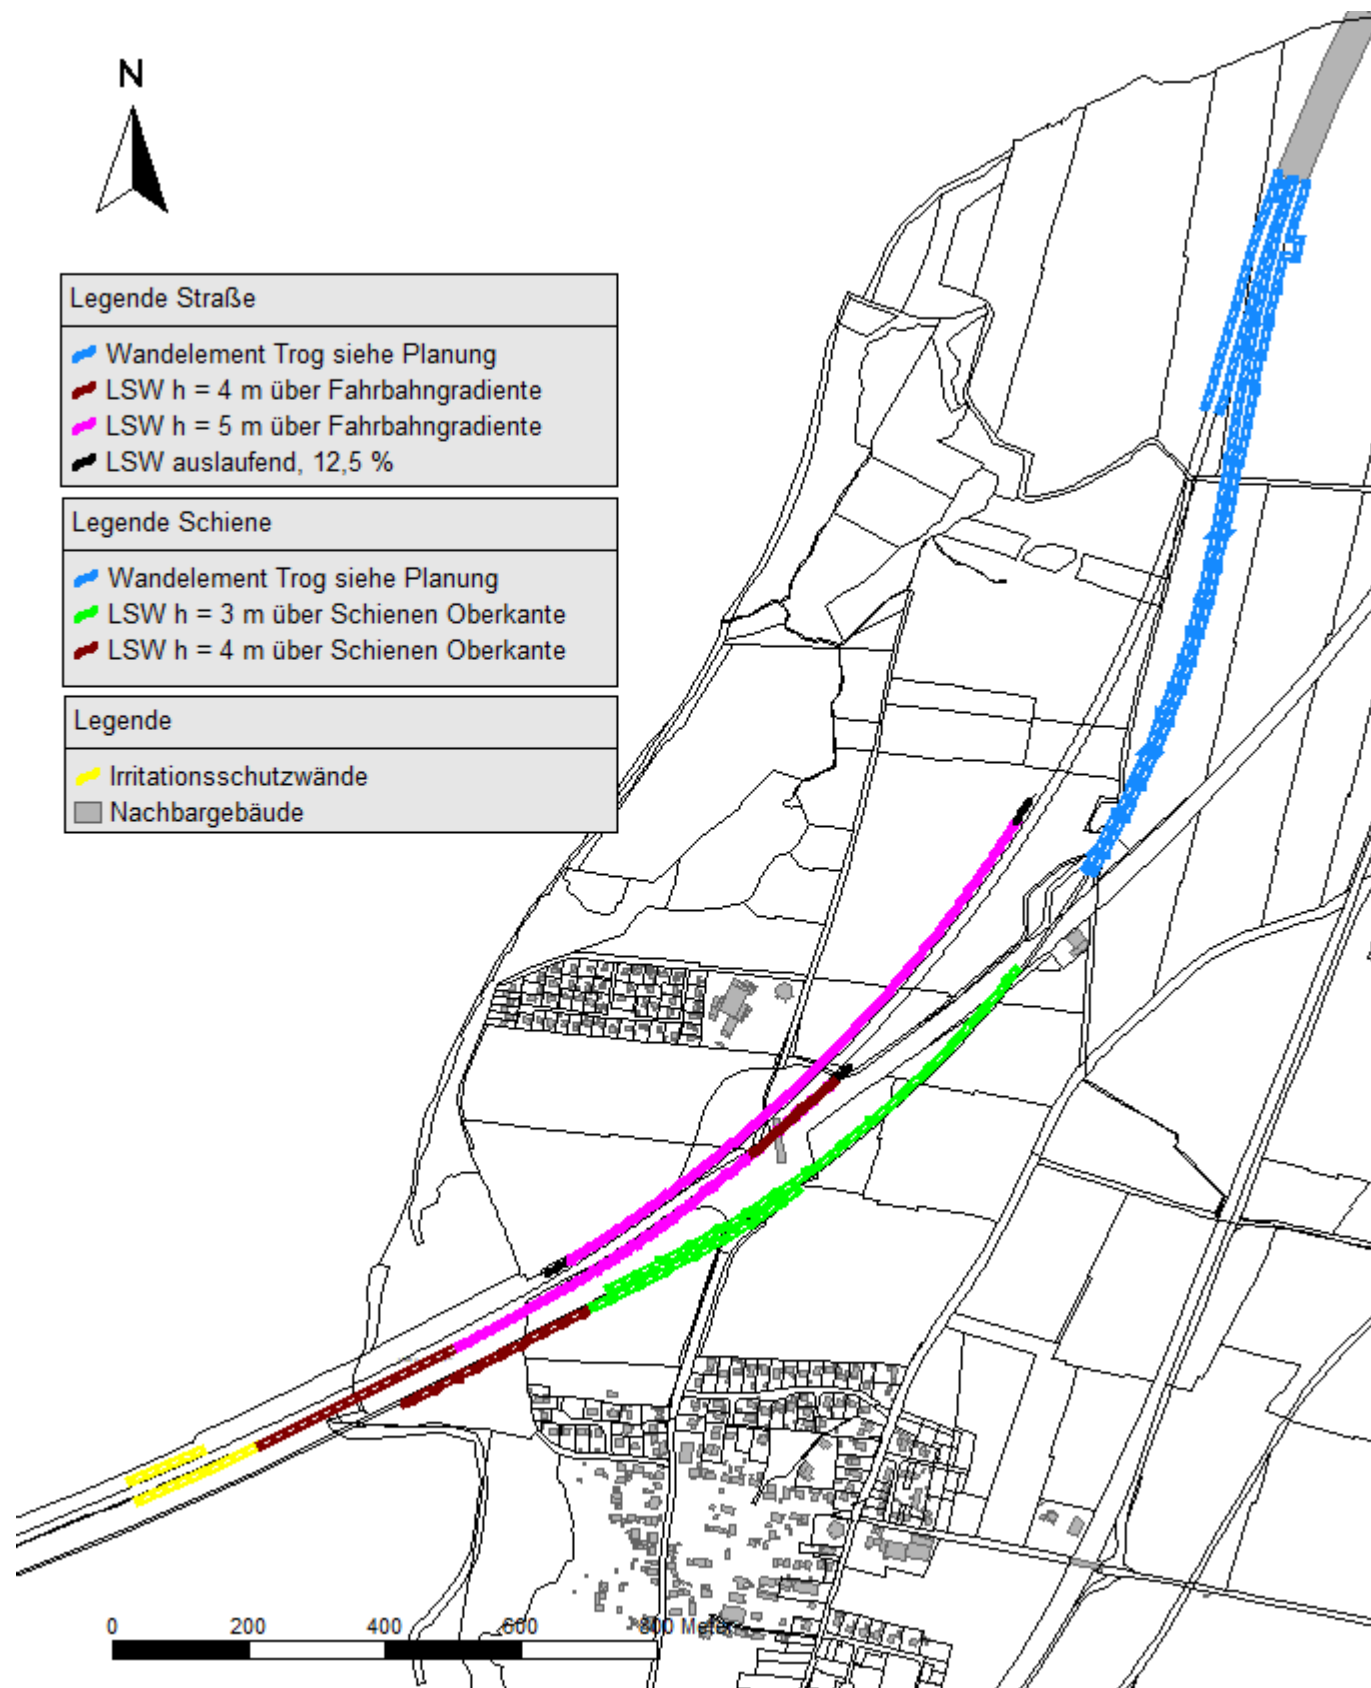 N
Legende Straße
Wandelement Trog siehe Planung
LSW h = 4 m über Fahrbahngradiente
LSW h = 5 m über Fahrbahngradiente
LSW auslaufend, 12,5 %
Legende Schiene
Wandelement Trog siehe Planung
LSW h = 3 m über Schienen Oberkante
LSW h = 4 m über Schienen Oberkante
Legende
Irritationsschutzwände
Nachbargebäude
0 200 400 600 800 Meter